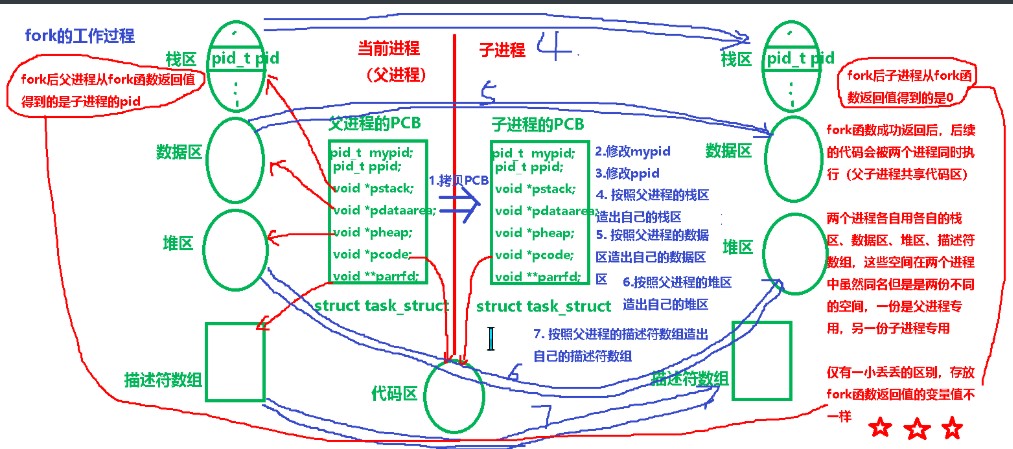 fork的工作过程
栈区
pid_t pid
当前进程
(父进程)
子进程
4
栈区
pid_t pid
fork后父进程从fork函数返回值
得到的是子进程的pid
fork后子进程从fork函
数返回值得到的是0
5
数据区
父进程的PCB
子进程的PCB
数据区
fork函数成功返回后，后续
的代码会被两个进程同时执
行（父子进程共享代码区）
pid_t mypid;
pid_t ppid;
void *pstack;
void *pdataarea;
void *pheap;
void *pcode;
void **parrfd;
struct task_struct
1.拷贝PCB
pid_t mypid;
pid_t ppid;
void *pstack;
void *pdataarea;
void *pheap;
void *pcode;
void **parrfd;
struct task_struct
2.修改mypid
3.修改ppid
4. 按照父进程的栈区
造出自己的栈区
5. 按照父进程的数据
区造出自己的数据区
区
6.按照父进程的堆区
造出自己的堆区
7. 按照父进程的描述符数组造出
自己的描述符数组
堆区
堆区
两个进程各自用各自的栈
区、数据区、堆区、描述符
数组，这些空间在两个进程
中虽然同名但是是两份不同
的空间，一份是父进程专
用，另一份子进程专用
描述符数组
代码区
6
描述符数组
7
仅有一小丢丢的区别，存放
fork函数返回值的变量值不
一样